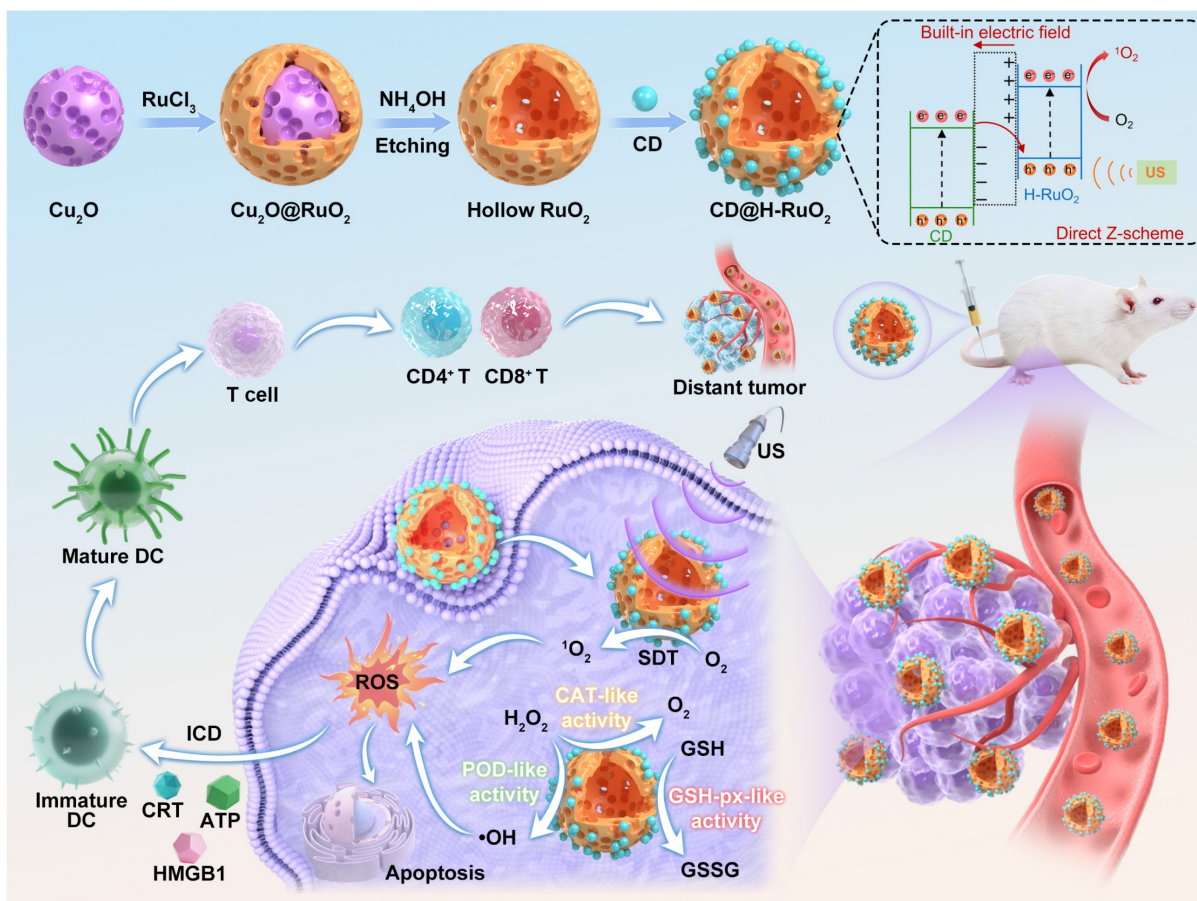 RuCl₃
NH₄OH
Etching
CD
Cu₂O
Cu₂O@RuO₂
Hollow RuO₂
CD@H-RuO₂
Built-in electric field
e⁻ e⁻ e⁻
¹O₂
+
+
+
+
+
O₂
e⁻ e⁻ e⁻
−
−
−
−
h⁺ h⁺ h⁺
US
H-RuO₂
h⁺ h⁺ h⁺
CD
Direct Z-scheme
T cell
CD4⁺ T
CD8⁺ T
Distant tumor
US
Mature DC
ROS
¹O₂
SDT
O₂
CAT-like
activity
H₂O₂
O₂
GSH
POD-like
activity
GSH-px-like
activity
•OH
GSSG
Apoptosis
ICD
Immature
DC
CRT
ATP
HMGB1